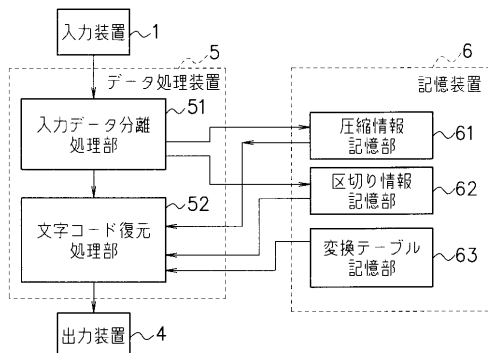 入力装置
1
5
データ処理装置
6
記憶装置
51
入力データ分離
処理部
圧縮情報
記憶部
61
区切り情報
記憶部
62
52
文字コード復元
処理部
変換テーブル
記憶部
63
出力装置
4